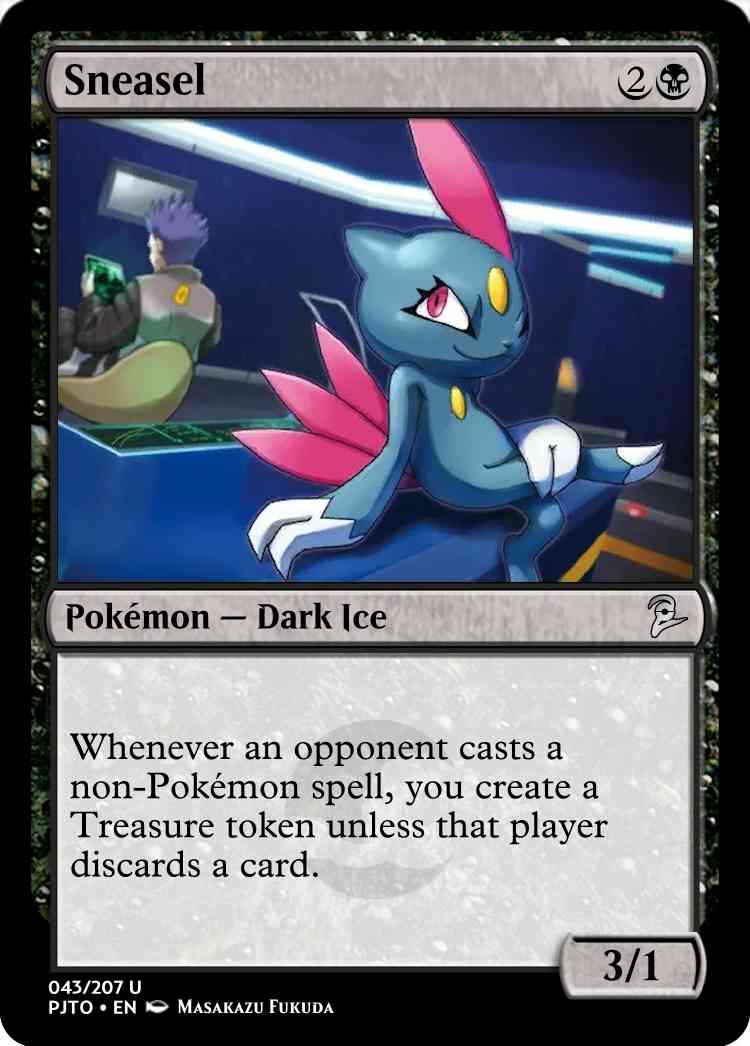 Sneasel 2
Pokémon — Dark Ice
Whenever an opponent casts a
non-Pokémon spell, you create a
Treasure token unless that player
discards a card.
3/1
043/207 U
PJTO • EN Masakazu Fukuda